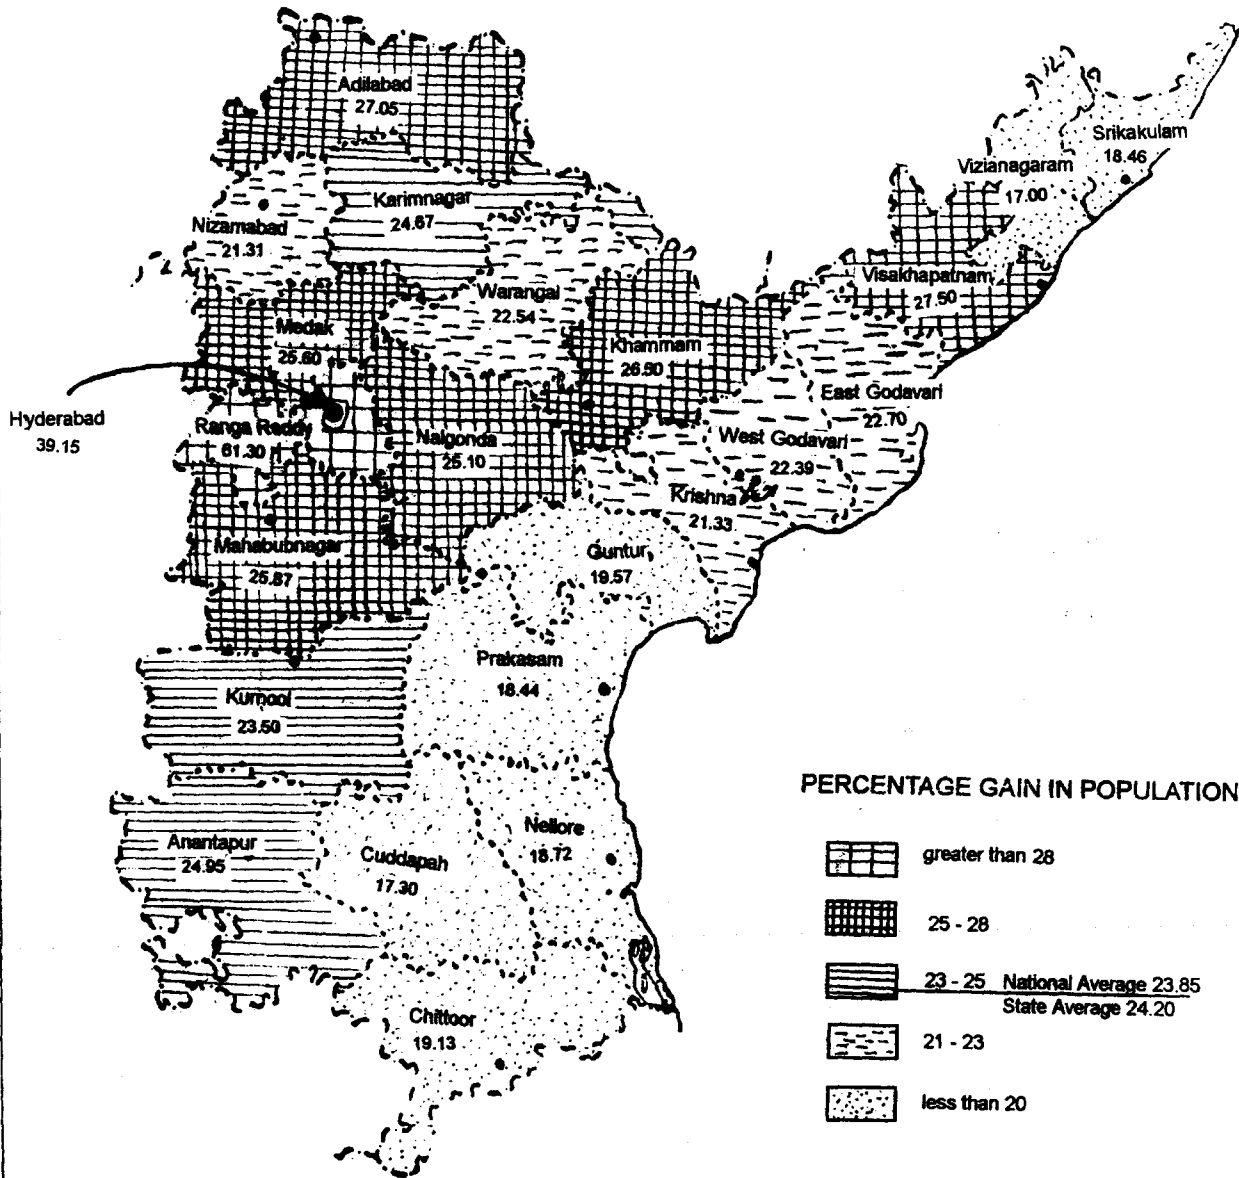 Adilabad
27.05
Srikakulam
18.46
Vizianagaram
17.00
Karimnagar
24.67
Nizamabad
21.31
Visakhapatnam
27.50
Warangal
22.54
Medak
25.60
Khammam
26.50
East Godavari
22.70
Hyderabad
39.15
Ranga Reddy
61.30
Nalgonda
25.10
West Godavari
22.39
Krishna
21.33
Mahabubnagar
25.87
Guntur
19.57
Prakasam
18.44
Kurnool
23.50
Anantapur
24.95
Cuddapah
17.30
Nellore
18.72
Chittoor
19.13
PERCENTAGE GAIN IN POPULATION
greater than 28
25 - 28
23 - 25 National Average 23.85
State Average 24.20
21 - 23
less than 20